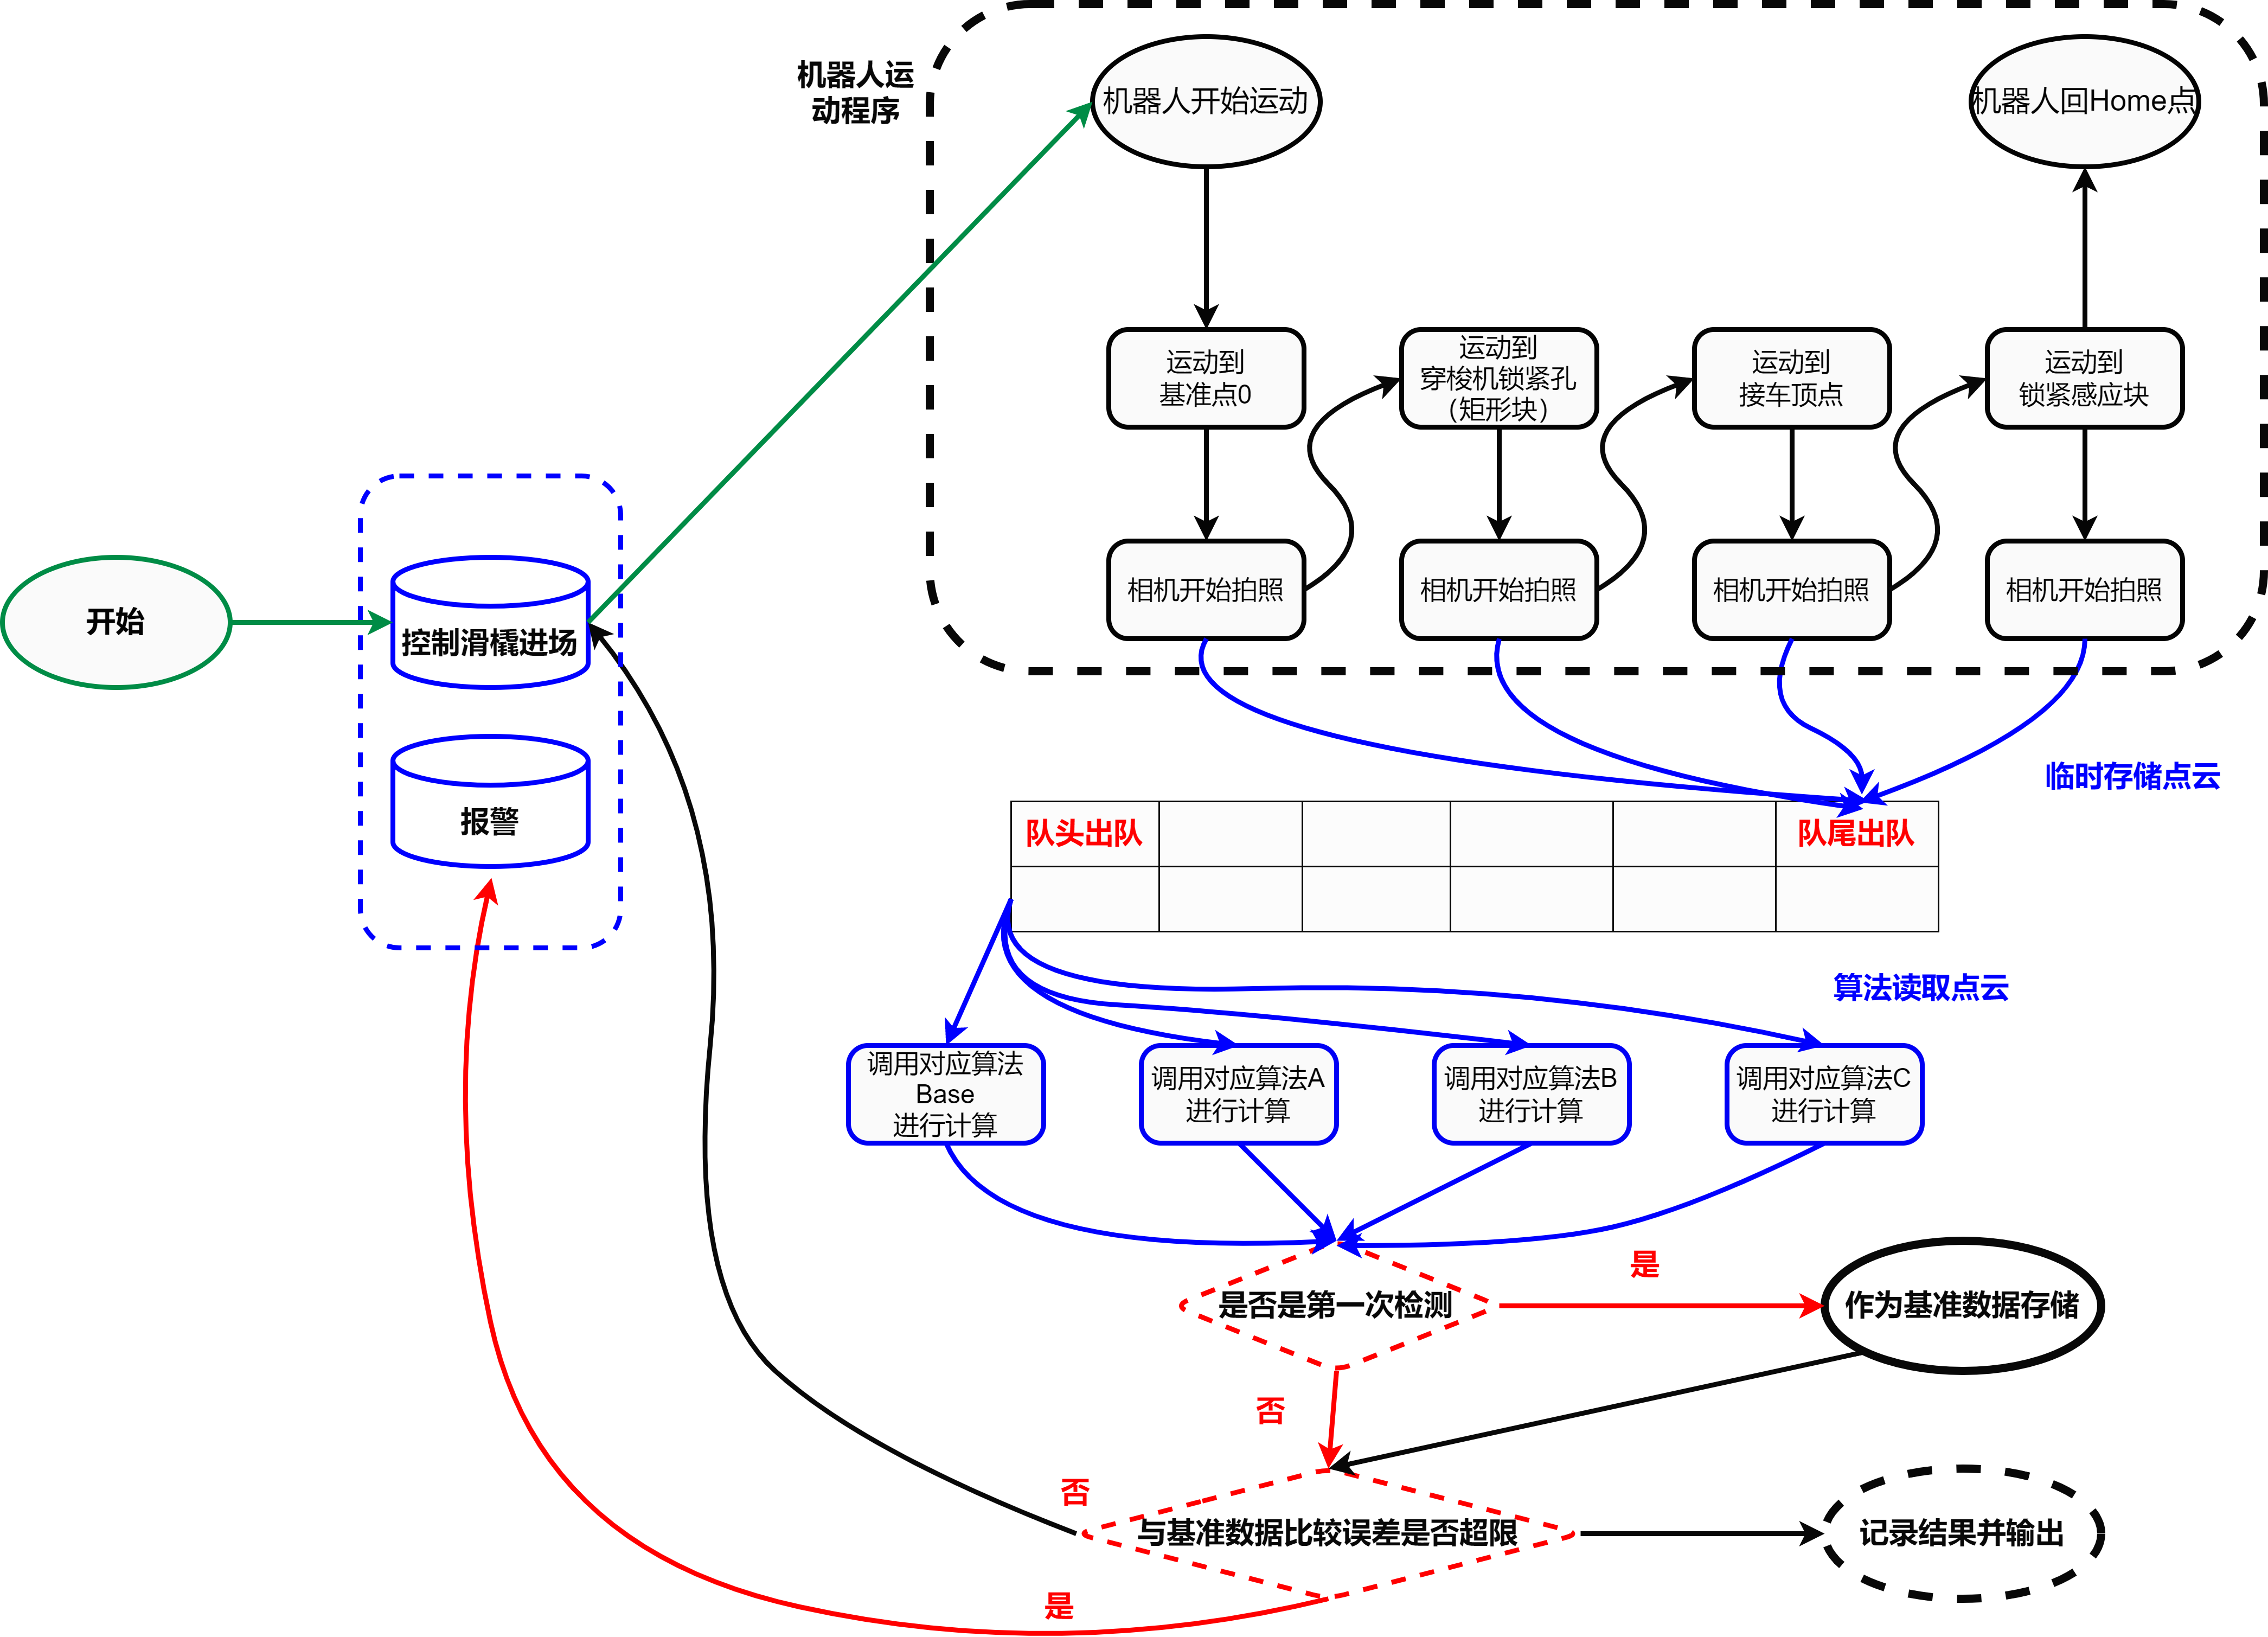 机器人运
动程序
机器人开始运动
机器人回Home点
运动到
基准点0
运动到
穿梭机锁紧孔
（矩形块）
运动到
接车顶点
运动到
锁紧感应块
相机开始拍照
相机开始拍照
相机开始拍照
相机开始拍照
开始
控制滑橇进场
报警
临时存储点云
队头出队
队尾出队
算法读取点云
调用对应算法
Base
进行计算
调用对应算法A
进行计算
调用对应算法B
进行计算
调用对应算法C
进行计算
是否是第一次检测
是
作为基准数据存储
否
否
与基准数据比较误差是否超限
记录结果并输出
是